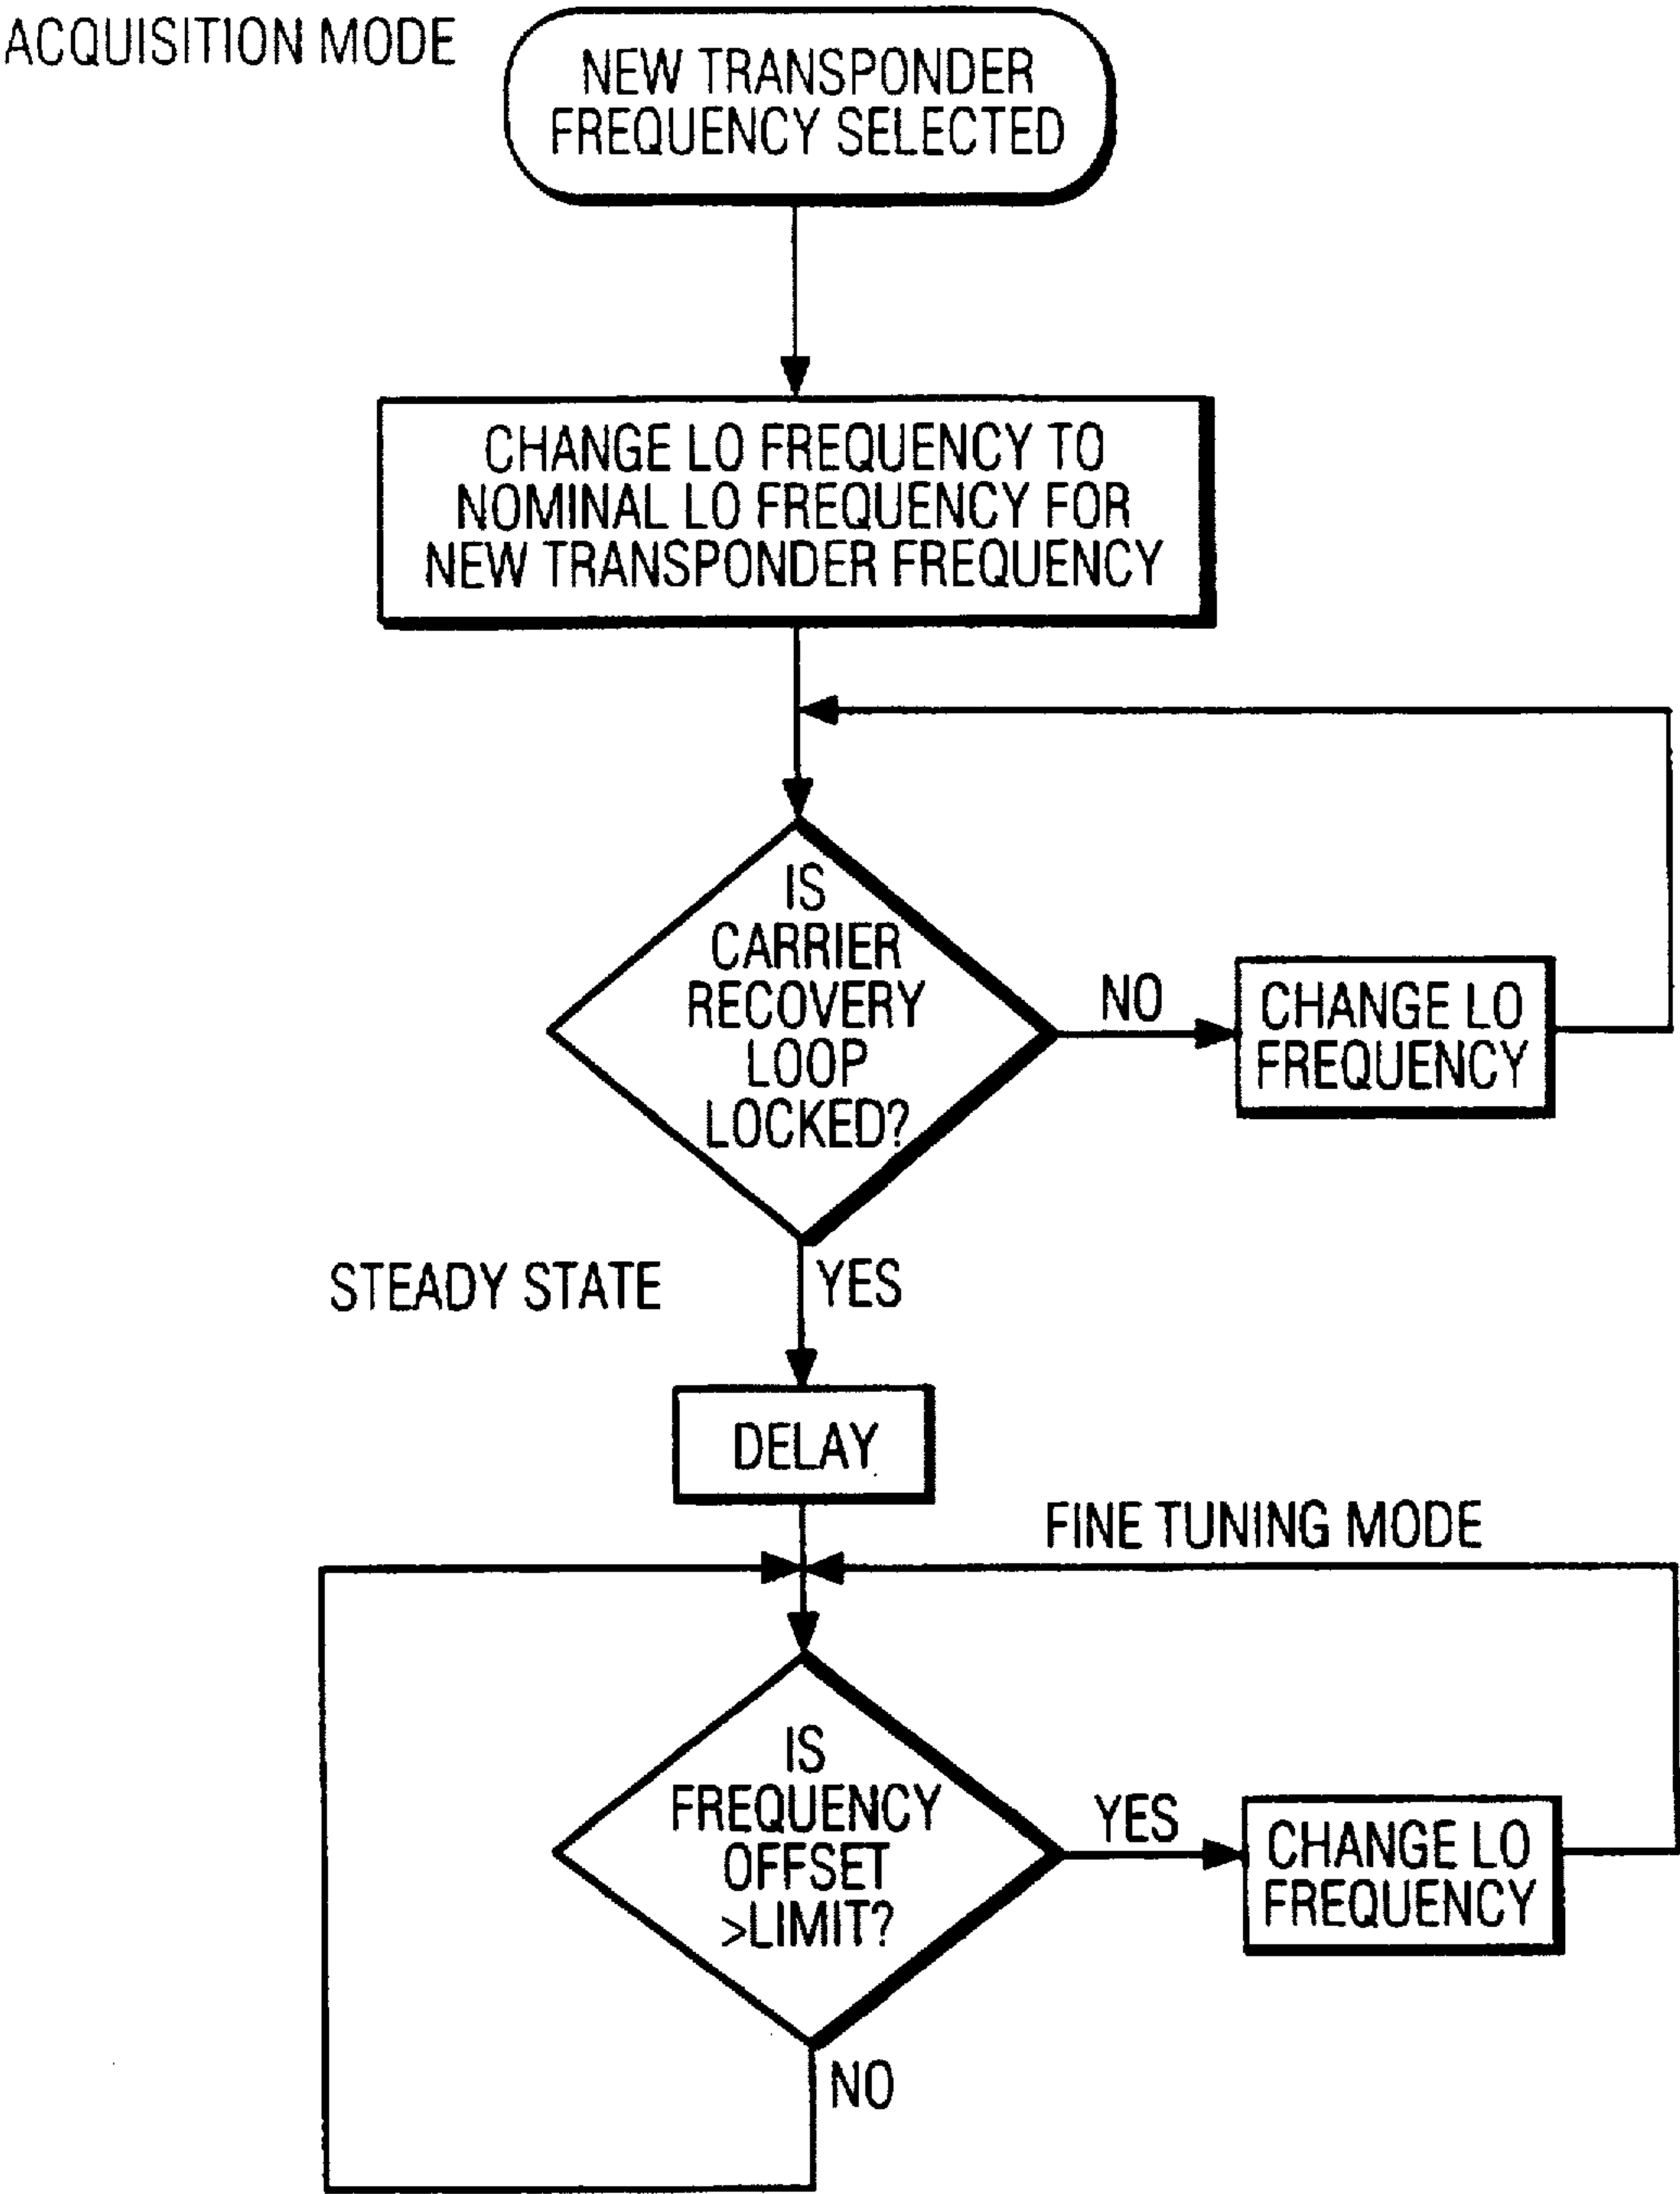 ACQUISITION MODE
NEW TRANSPONDER
FREQUENCY SELECTED
CHANGE LO FREQUENCY TO
NOMINAL LO FREQUENCY FOR
NEW TRANSPONDER FREQUENCY
IS
CARRIER
RECOVERY
LOOP
LOCKED?
NO
CHANGE LO
FREQUENCY
STEADY STATE
YES
DELAY
FINE TUNING MODE
IS
FREQUENCY
OFFSET
>LIMIT?
YES
CHANGE LO
FREQUENCY
NO